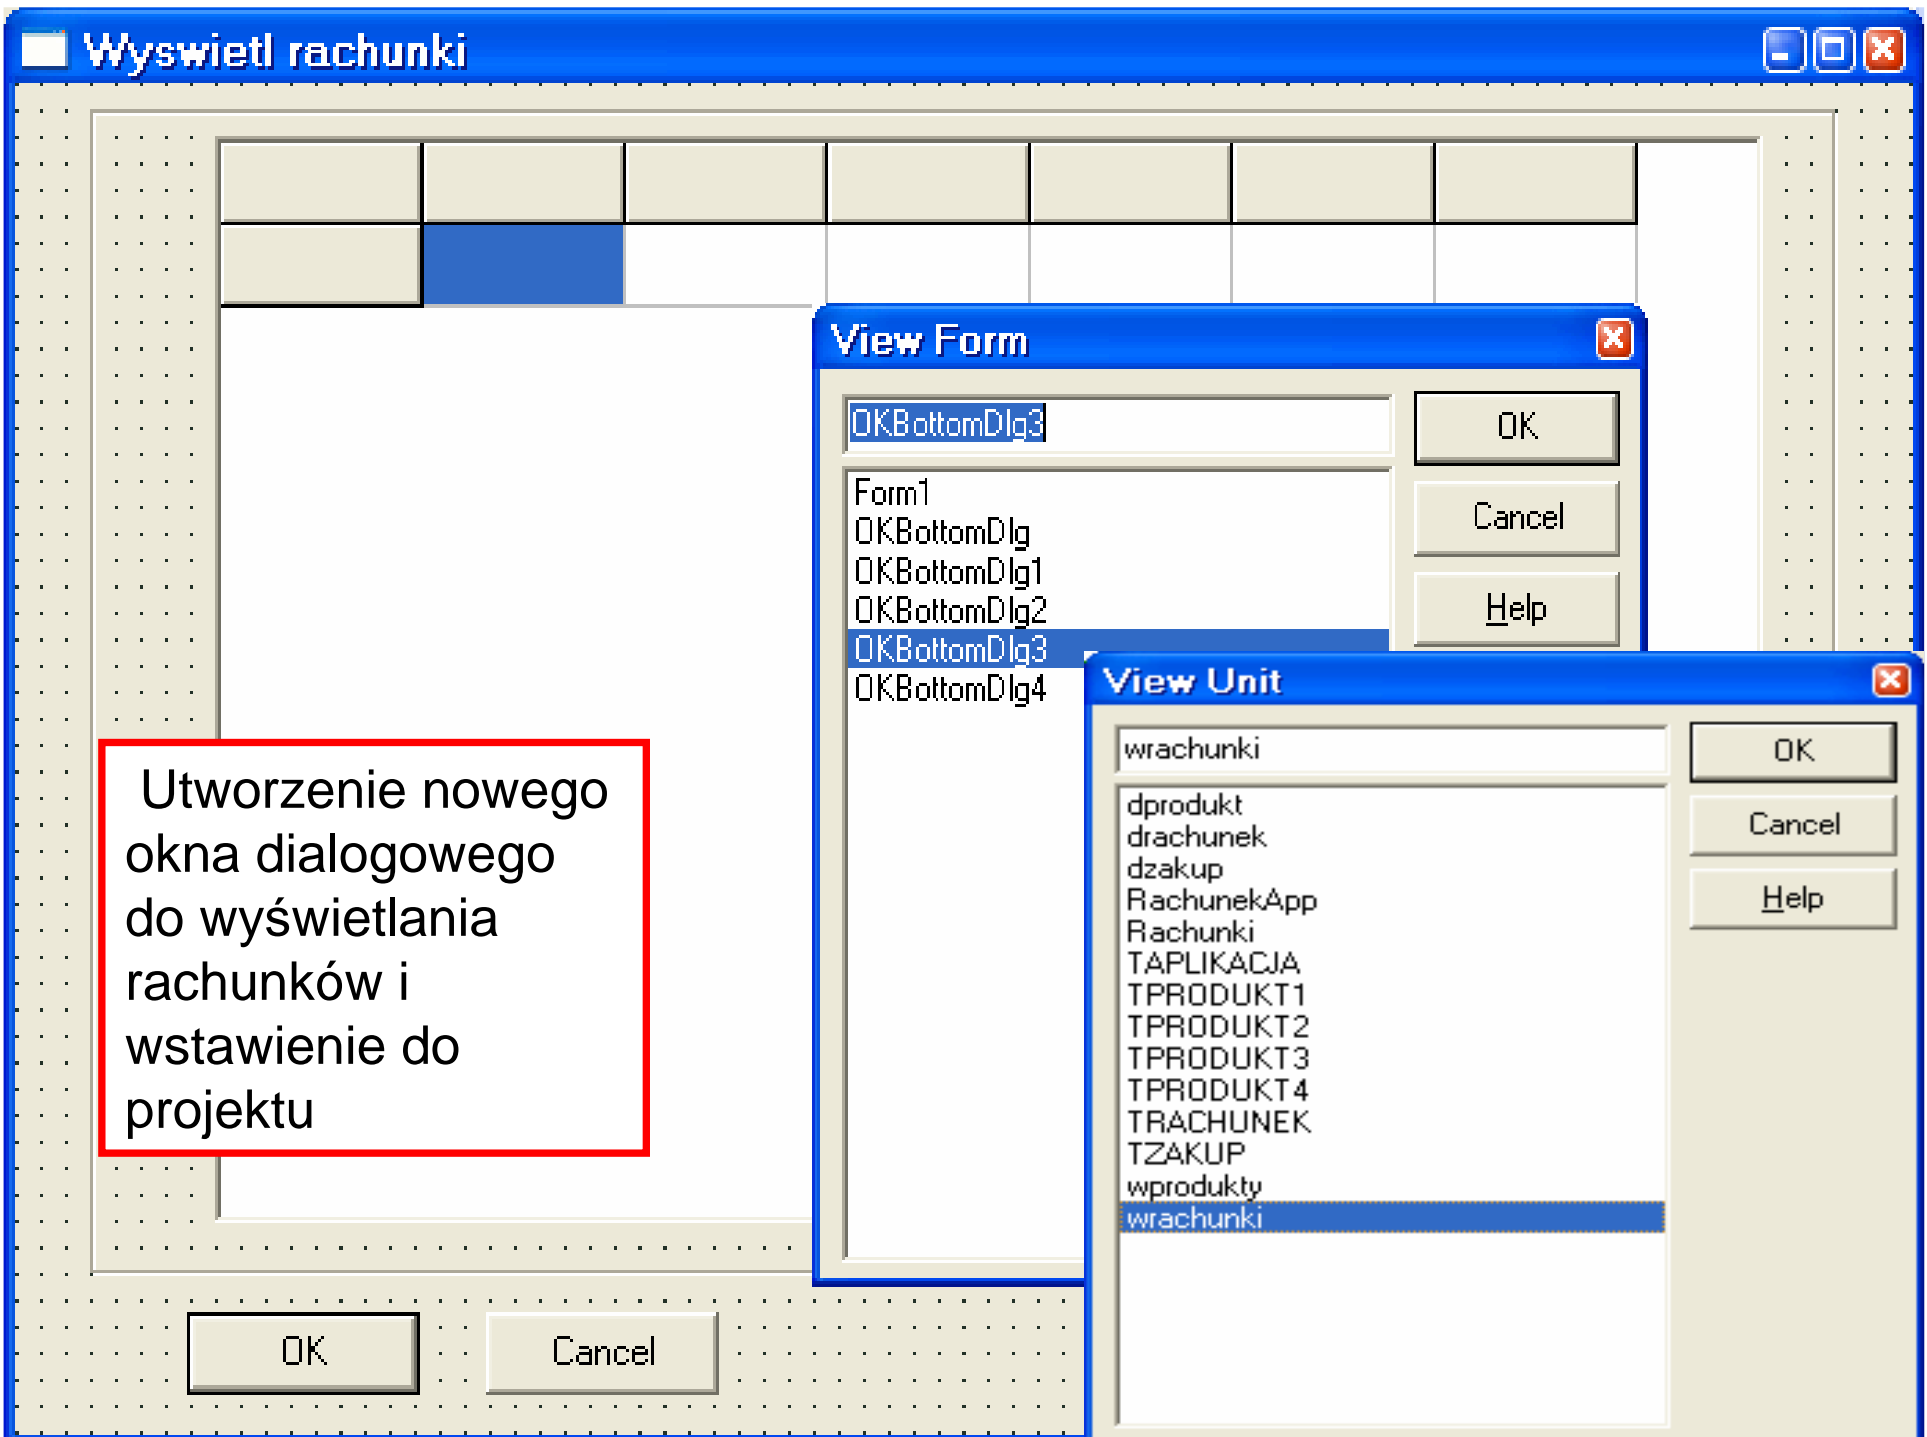 Wyswietl rachunki
View Form
OKBottomDlg3
OK
Form1
OKBottomDlg
OKBottomDlg1
OKBottomDlg2
OKBottomDlg3
OKBottomDlg4
Cancel
Help
View Unit
wrachunki
OK
dprodukt
drachunek
dzakup
RachunekApp
Rachunki
TAPLIKACJA
TPRODUKT1
TPRODUKT2
TPRODUKT3
TPRODUKT4
TRACHUNEK
TZAKUP
wprodukty
wrachunki
Cancel
Help
Utworzenie nowego
okna dialogowego
do wyświetlania
rachunków i
wstawienie do
projektu
OK
Cancel